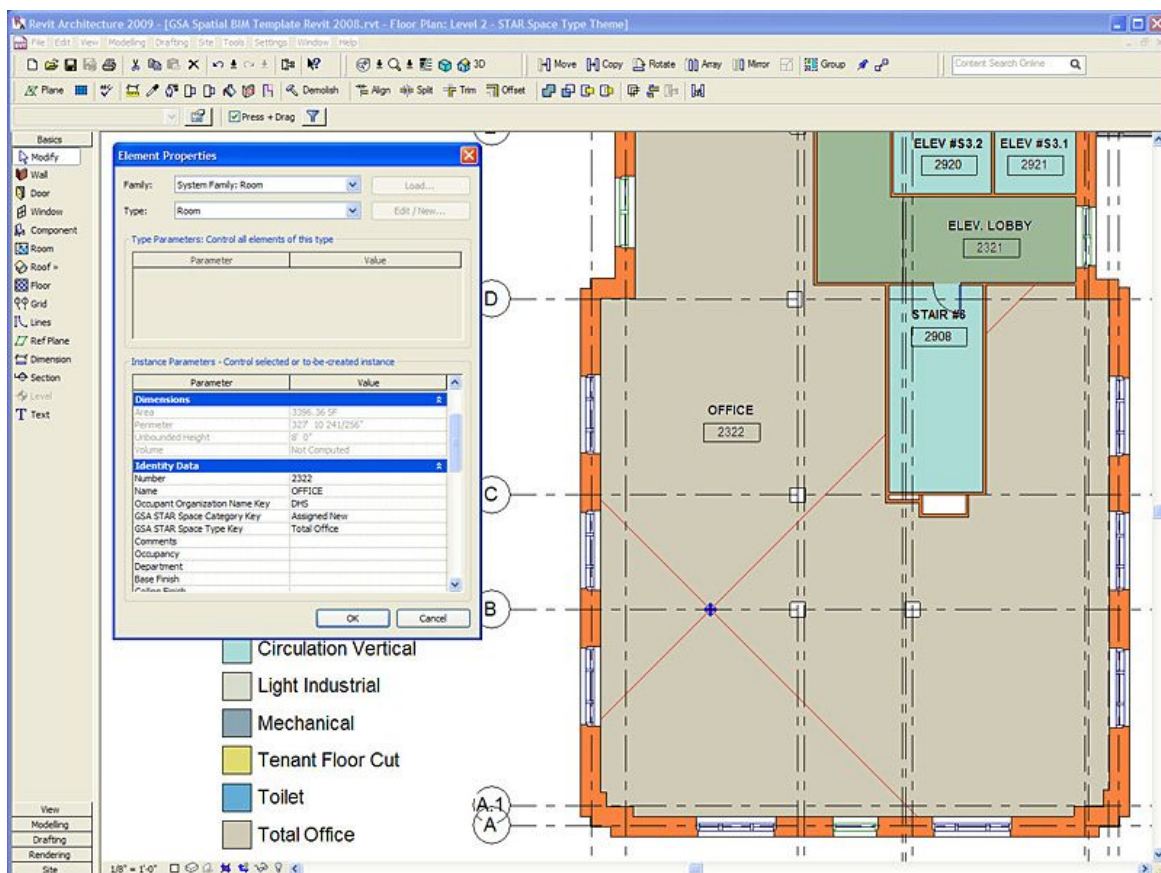 Revit Architecture 2009 - [GSA Spatial BIM Template Revit 2008.rvt - Floor Plan: Level 2 - STAR Space Type Theme]
File Edit View Modelling Drafting Site Tools Settings Window Help
3D Move Copy Rotate Array Mirror Group Content Search Online
Plane Demolish Align Split Trim Offset
Press + Drag
Basics
Modify
Wall
Door
Window
Component
Room
Roof »
Floor
Grid
Lines
Ref Plane
Dimension
Section
Level
Text
View
Modelling
Drafting
Rendering
Site
Element Properties
Family: System Family: Room Load...
Type: Room Edit / New...
Type Parameters: Control all elements of this type
Parameter Value
Instance Parameters - Control selected or to-be-created instance
Parameter Value
Dimensions
Area 3396.36 SF
Perimeter 327' 10 241/256"
Unbounded Height 8' 0"
Volume Not Computed
Identity Data
Number 2322
Name OFFICE
Occupant Organization Name Key DHS
GSA STAR Space Category Key Assigned New
GSA STAR Space Type Key Total Office
Comments
Occupancy
Department
Base Finish
Ceiling Finish
OK Cancel
Circulation Vertical
Light Industrial
Mechanical
Tenant Floor Cut
Toilet
Total Office
ELEV #S3.2 ELEV #S3.1
2920 2921
ELEV. LOBBY
2321
D
STAIR #6
2908
OFFICE
2322
C
B
A.1
A
1/8" = 1'-0"